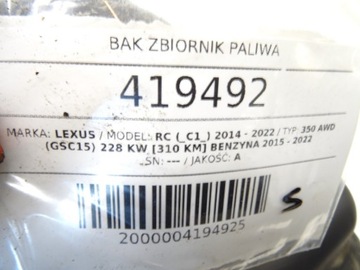 BAK ZBIORNIK PALIWA
419492
MARKA: LEXUS / MODEL: RC (_C1_) 2014 - 2022 / TYP: 350 AWD
(GSC15) 228 KW [310 KM] BENZYNA 2015 - 2022
SN: --- / JAKOŚĆ: A
2000004194925
S